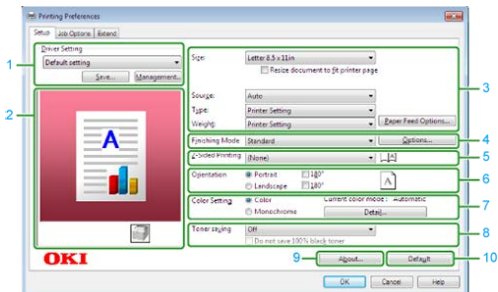 Printing Preferences
Setup Job Options Extend
Driver Setting
Default setting
Save... Management...
1
2
A
OKI
Size: Letter 8.5 x 11in
Resize document to fit printer page
Source: Auto
Type: Printer Setting
Weight: Printer Setting
Paper Feed Options...
3
Finishing Mode Standard Options...
4
2-Sided Printing (None)
5
Orientation Portrait 180°
Landscape 180°
A
6
Color Setting Color Current color mode: Automatic
Monochrome Detail...
7
Toner saving Off
Do not save 100% black toner
8
9 About... Default 10
OK Cancel Help